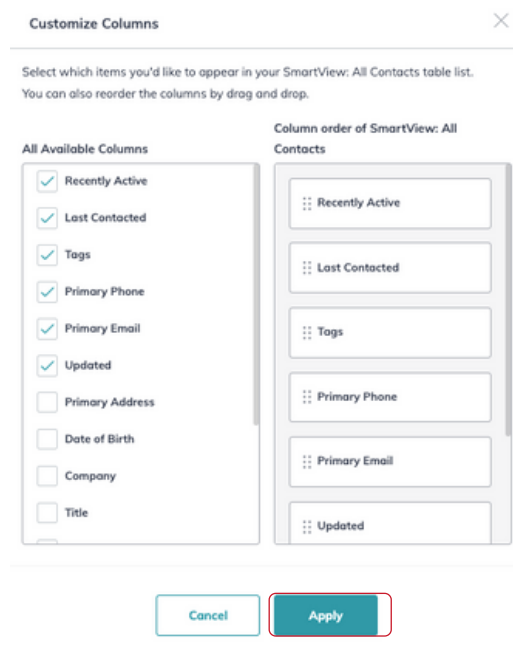 Customize Columns
Select which items you'd like to appear in your SmartView: All Contacts table list.
You can also reorder the columns by drag and drop.
All Available Columns
Recently Active
Last Contacted
Tags
Primary Phone
Primary Email
Updated
Primary Address
Date of Birth
Company
Title
Column order of SmartView: All
Contacts
Recently Active
Last Contacted
Tags
Primary Phone
Primary Email
Updated
Cancel
Apply